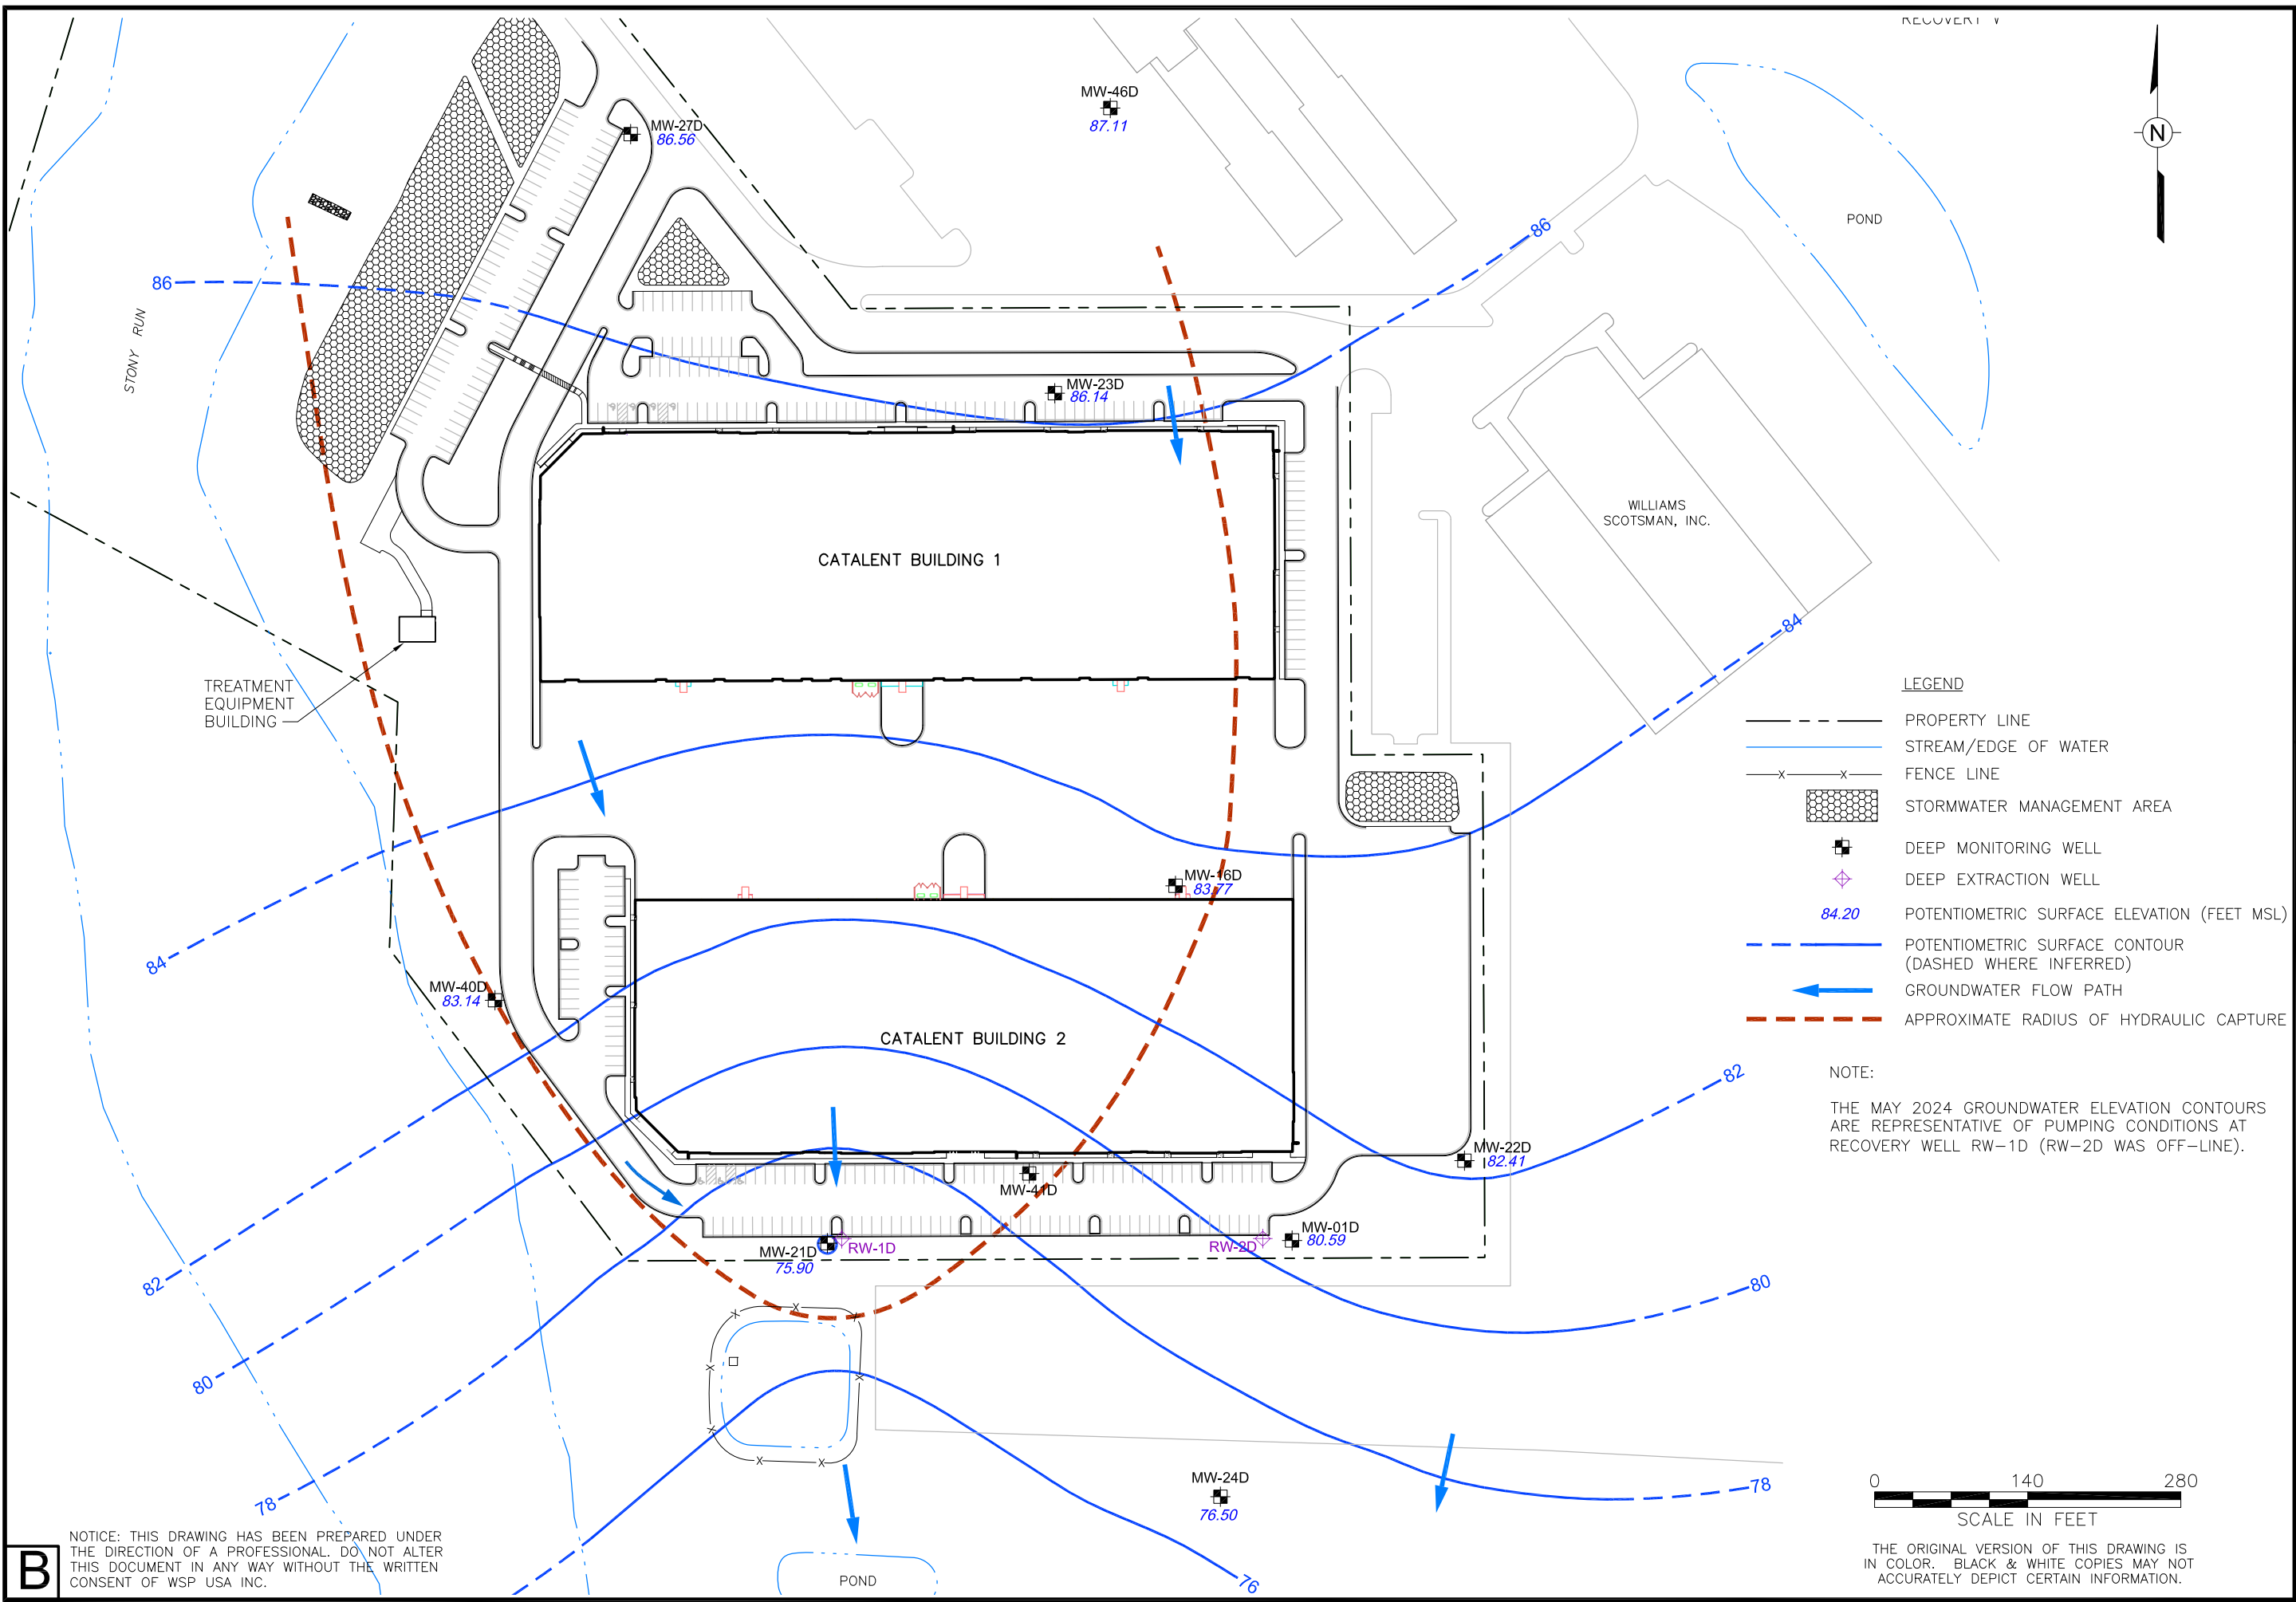 MW-46D
87.11
MW-27D
86.56
N
POND
86
86
STONY RUN
MW-23D
86.14
WILLIAMS
SCOTSMAN, INC.
CATALENT BUILDING 1
84
TREATMENT
EQUIPMENT
BUILDING
LEGEND
PROPERTY LINE
STREAM/EDGE OF WATER
X X FENCE LINE
STORMWATER MANAGEMENT AREA
DEEP MONITORING WELL
DEEP EXTRACTION WELL
84.20 POTENTIOMETRIC SURFACE ELEVATION (FEET MSL)
POTENTIOMETRIC SURFACE CONTOUR
(DASHED WHERE INFERRED)
GROUNDWATER FLOW PATH
APPROXIMATE RADIUS OF HYDRAULIC CAPTURE
MW-16D
83.77
84
MW-40D
83.14
CATALENT BUILDING 2
82
NOTE:
THE MAY 2024 GROUNDWATER ELEVATION CONTOURS
ARE REPRESENTATIVE OF PUMPING CONDITIONS AT
RECOVERY WELL RW-1D (RW-2D WAS OFF-LINE).
MW-22D
82.41
MW-41D
MW-21D
75.90
RW-1D
RW-2D
MW-01D
80.59
82
80
80
78
78
MW-24D
76.50
76
POND
0 140 280
SCALE IN FEET
THE ORIGINAL VERSION OF THIS DRAWING IS
IN COLOR. BLACK & WHITE COPIES MAY NOT
ACCURATELY DEPICT CERTAIN INFORMATION.
B
NOTICE: THIS DRAWING HAS BEEN PREPARED UNDER
THE DIRECTION OF A PROFESSIONAL. DO NOT ALTER
THIS DOCUMENT IN ANY WAY WITHOUT THE WRITTEN
CONSENT OF WSP USA INC.